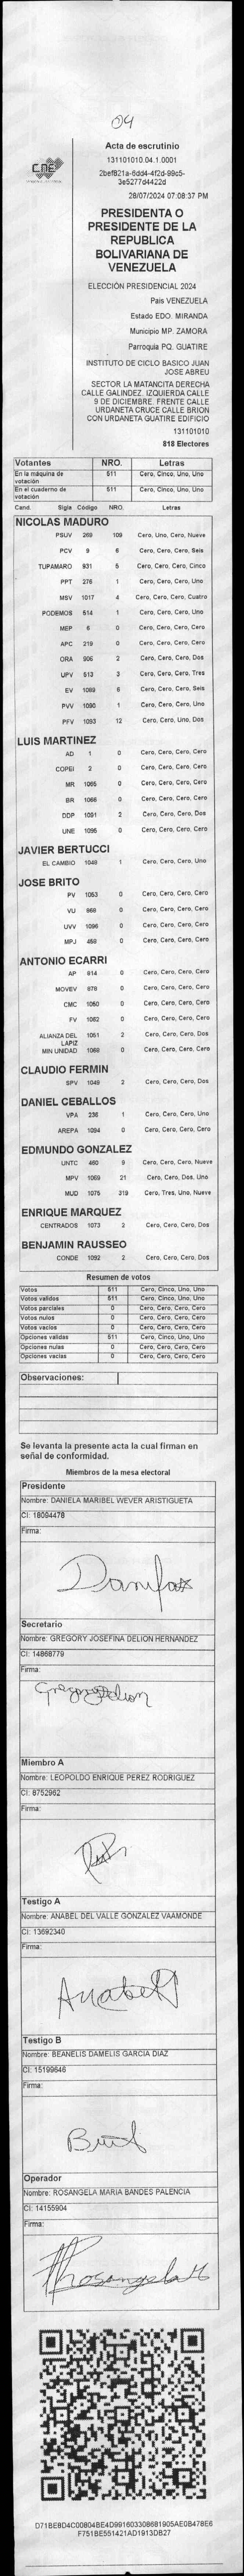 04
Acta de escrutinio
CNE
131101010.04.1.0001
2bef821a-6dd4-4f2d-99c5-
3e5277d4422d
28/07/2024 07:08:37 PM
PRESIDENTA O
PRESIDENTE DE LA
REPUBLICA
BOLIVARIANA DE
VENEZUELA
ELECCIÓN PRESIDENCIAL 2024
Pais VENEZUELA
Estado EDO. MIRANDA
Municipio MP. ZAMORA
Parroquia PQ. GUATIRE
INSTITUTO DE CICLO BASICO JUAN
JOSE ABREU
SECTOR LA MATANCITA DERECHA
CALLE GALINDEZ. IZQUIERDA CALLE
9 DE DICIEMBRE. FRENTE CALLE
URDANETA CRUCE CALLE BRION
CON URDANETA GUATIRE EDIFICIO
131101010
818 Electores
Votantes NRO. Letras
En la máquina de votación 511 Cero, Cinco, Uno, Uno
En el cuaderno de votación 511 Cero, Cinco, Uno, Uno
Cand. Sigla Código NRO. Letras
NICOLAS MADURO
PSUV 269 109 Cero, Uno, Cero, Nueve
PCV 9 6 Cero, Cero, Cero, Seis
TUPAMARO 931 5 Cero, Cero, Cero, Cinco
PPT 276 1 Cero, Cero, Cero, Uno
MSV 1017 4 Cero, Cero, Cero, Cuatro
PODEMOS 514 1 Cero, Cero, Cero, Uno
MEP 6 0 Cero, Cero, Cero, Cero
APC 219 0 Cero, Cero, Cero, Cero
ORA 906 2 Cero, Cero, Cero, Dos
UPV 513 3 Cero, Cero, Cero, Tres
EV 1089 6 Cero, Cero, Cero, Seis
PVV 1090 1 Cero, Cero, Cero, Uno
PFV 1093 12 Cero, Cero, Uno, Dos
LUIS MARTINEZ
AD 1 0 Cero, Cero, Cero, Cero
COPEI 2 0 Cero, Cero, Cero, Cero
MR 1065 0 Cero, Cero, Cero, Cero
BR 1066 0 Cero, Cero, Cero, Cero
DDP 1091 2 Cero, Cero, Cero, Dos
UNE 1095 0 Cero, Cero, Cero, Cero
JAVIER BERTUCCI
EL CAMBIO 1048 1 Cero, Cero, Cero, Uno
JOSE BRITO
PV 1053 0 Cero, Cero, Cero, Cero
VU 968 0 Cero, Cero, Cero, Cero
UVV 1096 0 Cero, Cero, Cero, Cero
MPJ 459 0 Cero, Cero, Cero, Cero
ANTONIO ECARRI
AP 914 0 Cero, Cero, Cero, Cero
MOVEV 978 0 Cero, Cero, Cero, Cero
CMC 1050 0 Cero, Cero, Cero, Cero
FV 1082 0 Cero, Cero, Cero, Cero
ALIANZA DEL LAPIZ 1051 2 Cero, Cero, Cero, Dos
MIN UNIDAD 1068 0 Cero, Cero, Cero, Cero
CLAUDIO FERMIN
SPV 1049 2 Cero, Cero, Cero, Dos
DANIEL CEBALLOS
VPA 236 1 Cero, Cero, Cero, Uno
AREPA 1094 0 Cero, Cero, Cero, Cero
EDMUNDO GONZALEZ
UNTC 460 9 Cero, Cero, Cero, Nueve
MPV 1069 21 Cero, Cero, Dos, Uno
MUD 1075 319 Cero, Tres, Uno, Nueve
ENRIQUE MARQUEZ
CENTRADOS 1073 2 Cero, Cero, Cero, Dos
BENJAMIN RAUSSEO
CONDE 1092 2 Cero, Cero, Cero, Dos
Resumen de votos
Votos 511 Cero, Cinco, Uno, Uno
Votos validos 511 Cero, Cinco, Uno, Uno
Votos parciales 0 Cero, Cero, Cero, Cero
Votos nulos 0 Cero, Cero, Cero, Cero
Votos vacios 0 Cero, Cero, Cero, Cero
Opciones validas 511 Cero, Cinco, Uno, Uno
Opciones nulas 0 Cero, Cero, Cero, Cero
Opciones vacias 0 Cero, Cero, Cero, Cero
Observaciones:
Se levanta la presente acta la cual firman en
señal de conformidad.
Miembros de la mesa electoral
Presidente
Nombre: DANIELA MARIBEL WEVER ARISTIGUETA
CI: 18094478
Firma:
Secretario
Nombre: GREGORY JOSEFINA DELION HERNANDEZ
CI: 14868779
Firma:
Miembro A
Nombre: LEOPOLDO ENRIQUE PEREZ RODRIGUEZ
CI: 8752962
Firma:
Testigo A
Nombre: ANABEL DEL VALLE GONZALEZ VAAMONDE
CI: 13692340
Firma:
Testigo B
Nombre: BEANELIS DAMELIS GARCIA DIAZ
CI: 15199646
Firma:
Operador
Nombre: ROSANGELA MARIA BANDES PALENCIA
CI: 14155904
Firma:
D71BE8D4C00804BE4D9916033086B1905AE0B478E6
F751BE551421AD1913DB27